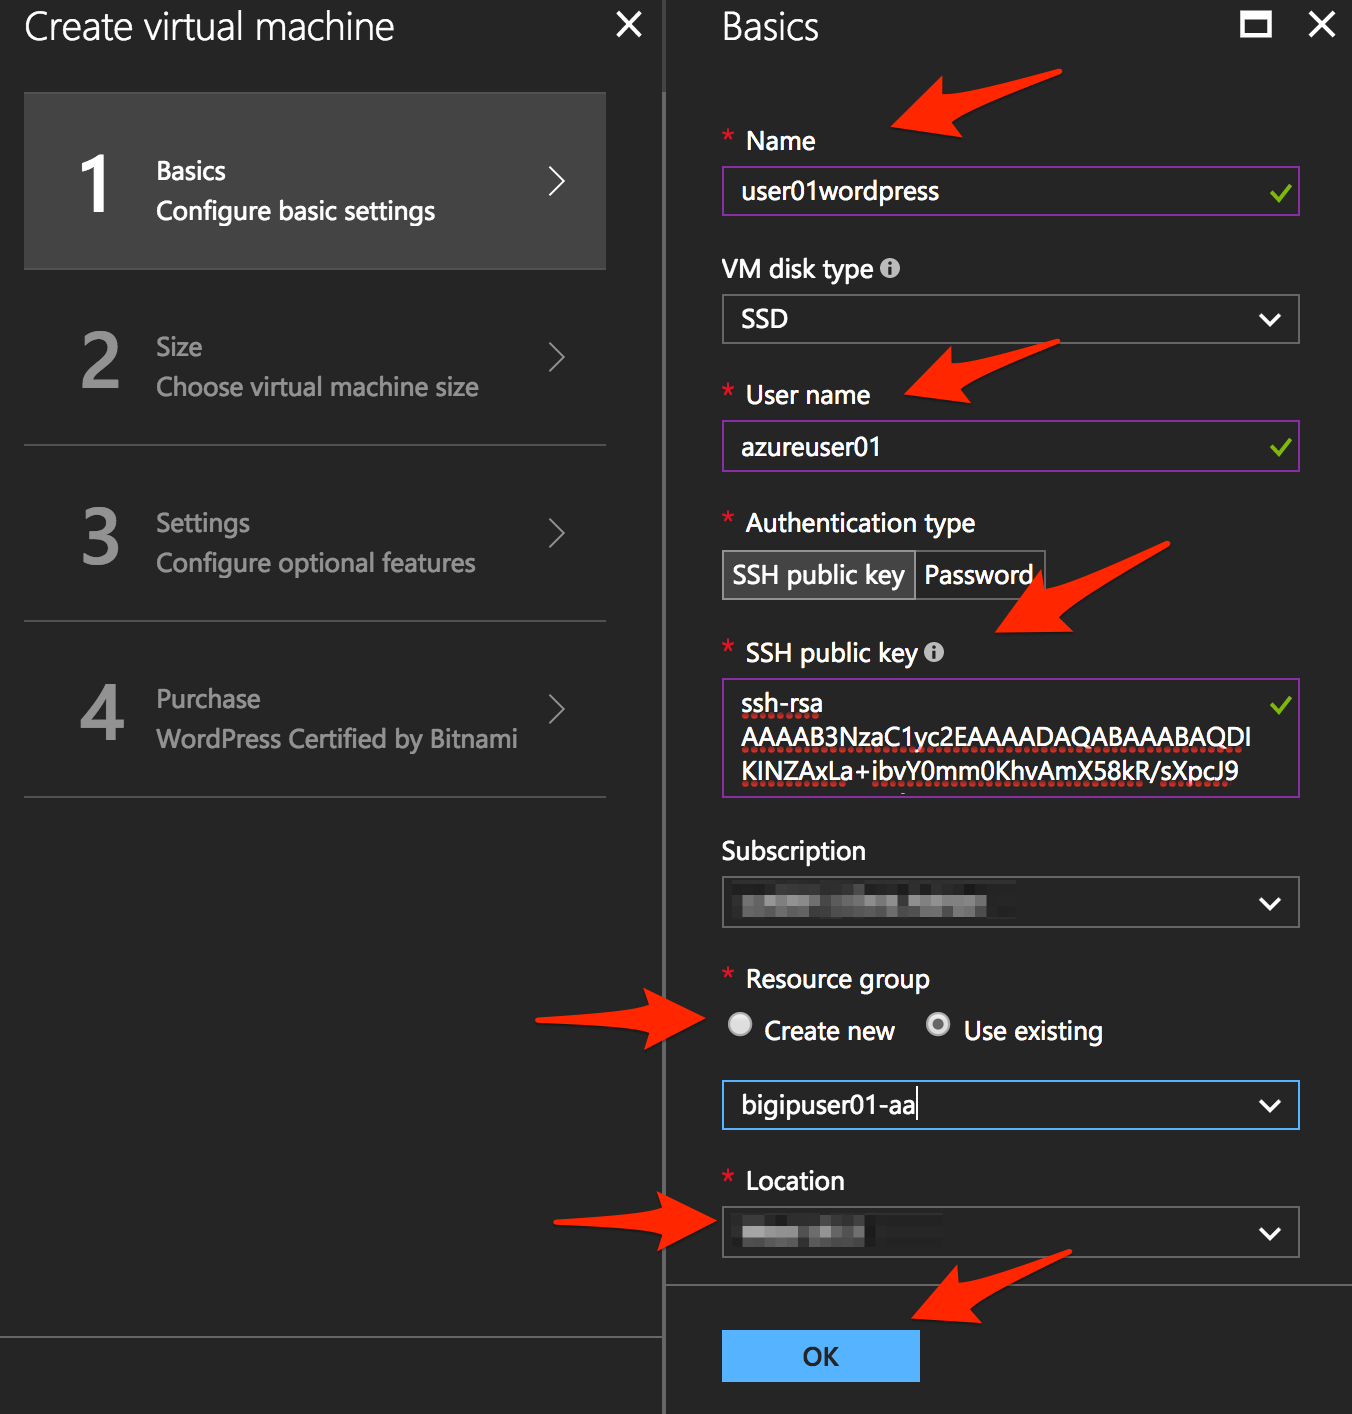 Create virtual machine
1
Basics
Configure basic settings
2
Size
Choose virtual machine size
3
Settings
Configure optional features
4
Purchase
WordPress Certified by Bitnami
Basics
* Name
user01wordpress
VM disk type
SSD
* User name
azureuser01
* Authentication type
SSH public key Password
* SSH public key
ssh-rsa
AAAAB3NzaC1yc2EAAAADAQABAAABAQDI
KINZAxLa+ibvY0mm0KhvAmX58kR/sXpcJ9
Subscription
* Resource group
Create new Use existing
bigipuser01-aa
* Location
OK